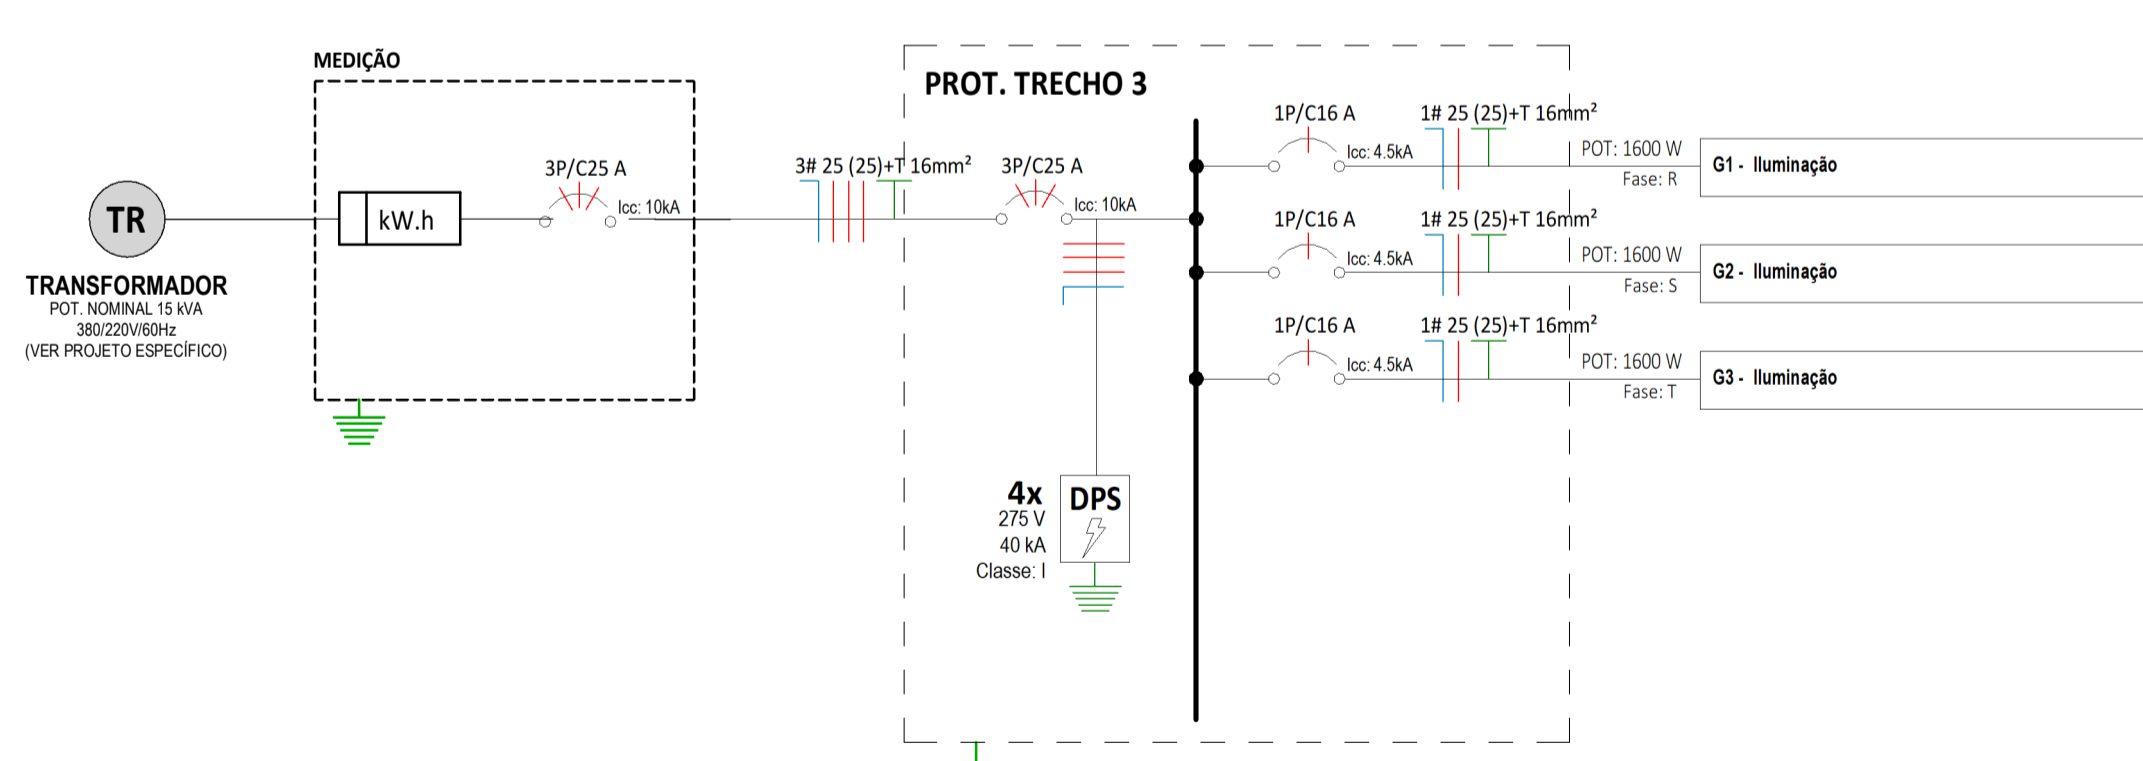 MEDIÇÃO
TR
TRANSFORMADOR
POT. NOMINAL 15 kVA
380/220V/60Hz
(VER PROJETO ESPECÍFICO)
kW.h
3P/C25 A
Icc: 10kA
3# 25 (25)+T 16mm²
PROT. TRECHO 3
3P/C25 A
Icc: 10kA
4x
275 V
40 kA
Classe: I
DPS
1P/C16 A
Icc: 4.5kA
1# 25 (25)+T 16mm²
POT: 1600 W
Fase: R
G1 - Iluminação
1P/C16 A
Icc: 4.5kA
1# 25 (25)+T 16mm²
POT: 1600 W
Fase: S
G2 - Iluminação
1P/C16 A
Icc: 4.5kA
1# 25 (25)+T 16mm²
POT: 1600 W
Fase: T
G3 - Iluminação